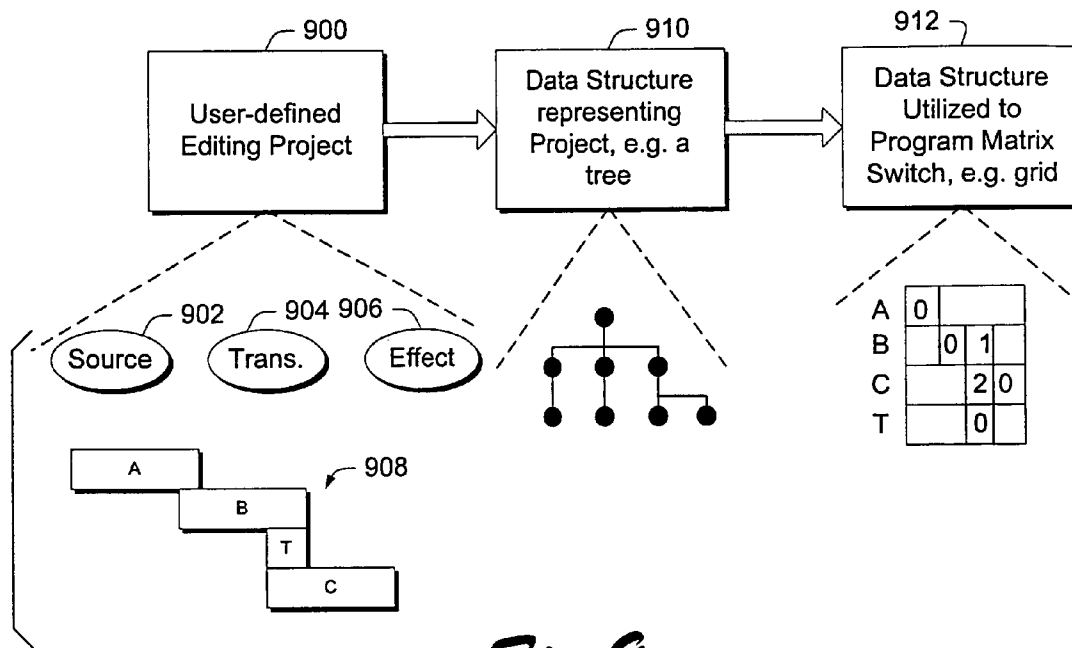 900
910
912
User-defined
Editing Project
Data Structure
representing
Project, e.g. a
tree
Data Structure
Utilized to
Program Matrix
Switch, e.g. grid
902
904
906
Source
Trans.
Effect
A
B
T
C
908
A 0
B 0 1
C 2 0
T 0